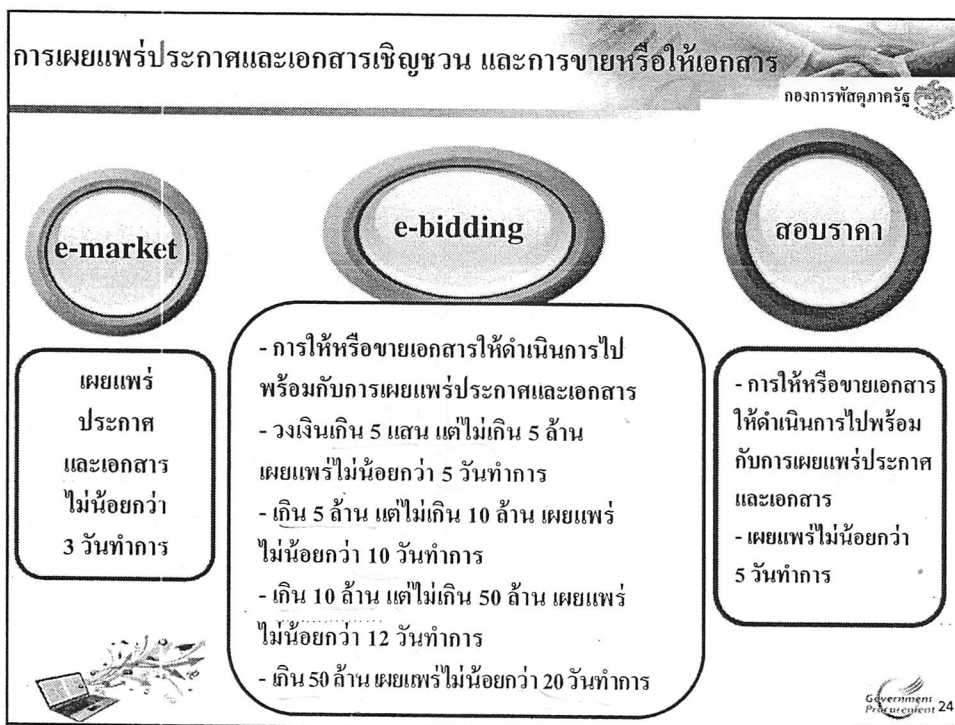 การเผยแพร่ประกาศและเอกสารเชิญชวน และการขายหรือให้เอกสาร
กองการพัสดุภาครัฐ
e-market
เผยแพร่
ประกาศ
และเอกสาร
ไม่น้อยกว่า
3 วันทำการ
e-bidding
- การให้หรือขายเอกสารให้ดำเนินการไป
พร้อมกับการเผยแพร่ประกาศและเอกสาร
- วงเงินเกิน 5 แสน แต่ไม่เกิน 5 ล้าน
เผยแพร่ไม่น้อยกว่า 5 วันทำการ
- เกิน 5 ล้าน แต่ไม่เกิน 10 ล้าน เผยแพร่
ไม่น้อยกว่า 10 วันทำการ
- เกิน 10 ล้าน แต่ไม่เกิน 50 ล้าน เผยแพร่
ไม่น้อยกว่า 12 วันทำการ
- เกิน 50 ล้าน เผยแพร่ไม่น้อยกว่า 20 วันทำการ
สอบราคา
- การให้หรือขายเอกสาร
ให้ดำเนินการไปพร้อม
กับการเผยแพร่ประกาศ
และเอกสาร
- เผยแพร่ไม่น้อยกว่า
5 วันทำการ
Government
Procurement 24